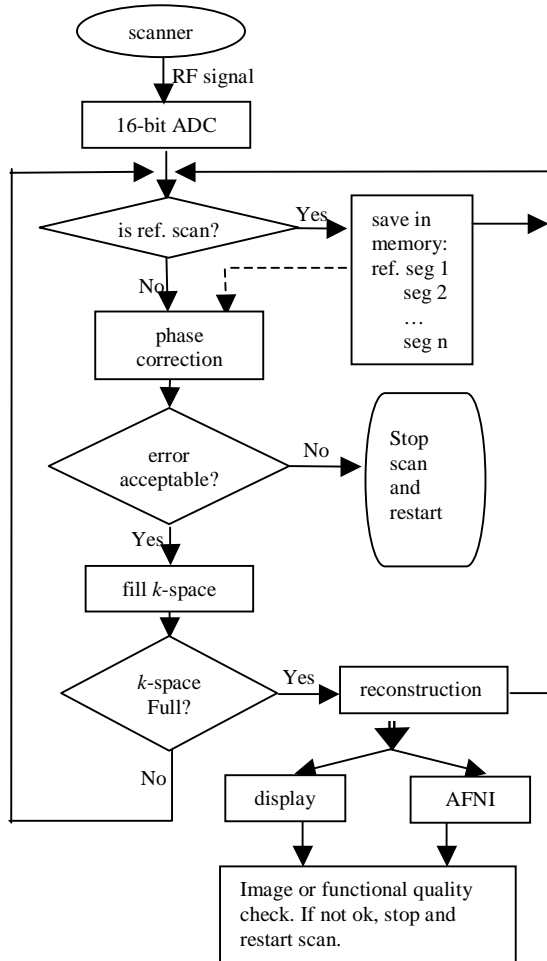 scanner
RF signal
16-bit ADC
is ref. scan?
Yes
save in
memory:
ref. seg 1
seg 2
…
seg n
No
phase
correction
error
acceptable?
No
Stop
scan
and
restart
Yes
fill k-space
k-space
Full?
Yes
reconstruction
No
display
AFNI
Image or functional quality
check. If not ok, stop and
restart scan.